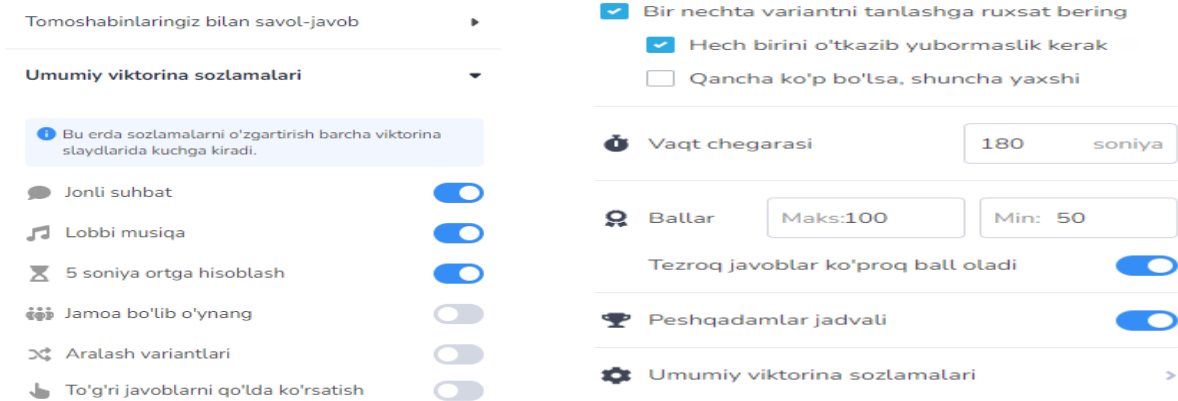 Tomoshabinlaringiz bilan savol-javob
Umumiy viktorina sozlamalari
Bu erda sozlamalarni o'zgartirish barcha viktorina
slaydlarida kuchga kiradi.
Jonli suhbat
Lobbi musiqa
5 soniya ortga hisoblash
Jamoa bo'lib o'ynang
Aralash variantlari
To'g'ri javoblarni qo'lda ko'rsatish
Bir nechta variantni tanlashga ruxsat bering
Hech birini o'tkazib yubormaslik kerak
Qancha ko'p bo'lsa, shuncha yaxshi
Vaqt chegarasi 180 soniya
Ballar Maks:100 Min: 50
Tezroq javoblar ko'proq ball oladi
Peshqadamlar jadvali
Umumiy viktorina sozlamalari